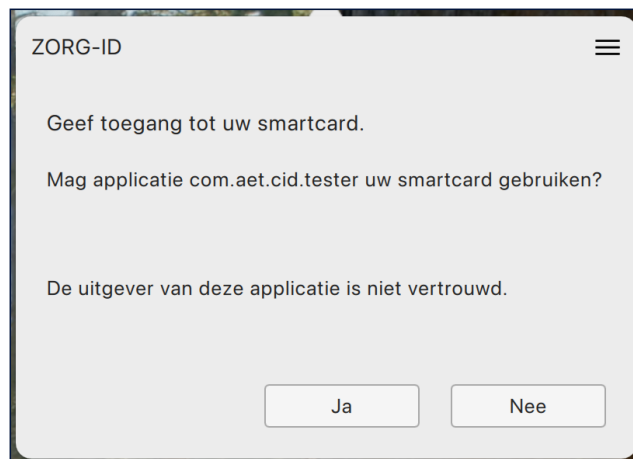 ZORG-ID
Geef toegang tot uw smartcard.
Mag applicatie com.aet.cid.tester uw smartcard gebruiken?
De uitgever van deze applicatie is niet vertrouwd.
Ja
Nee